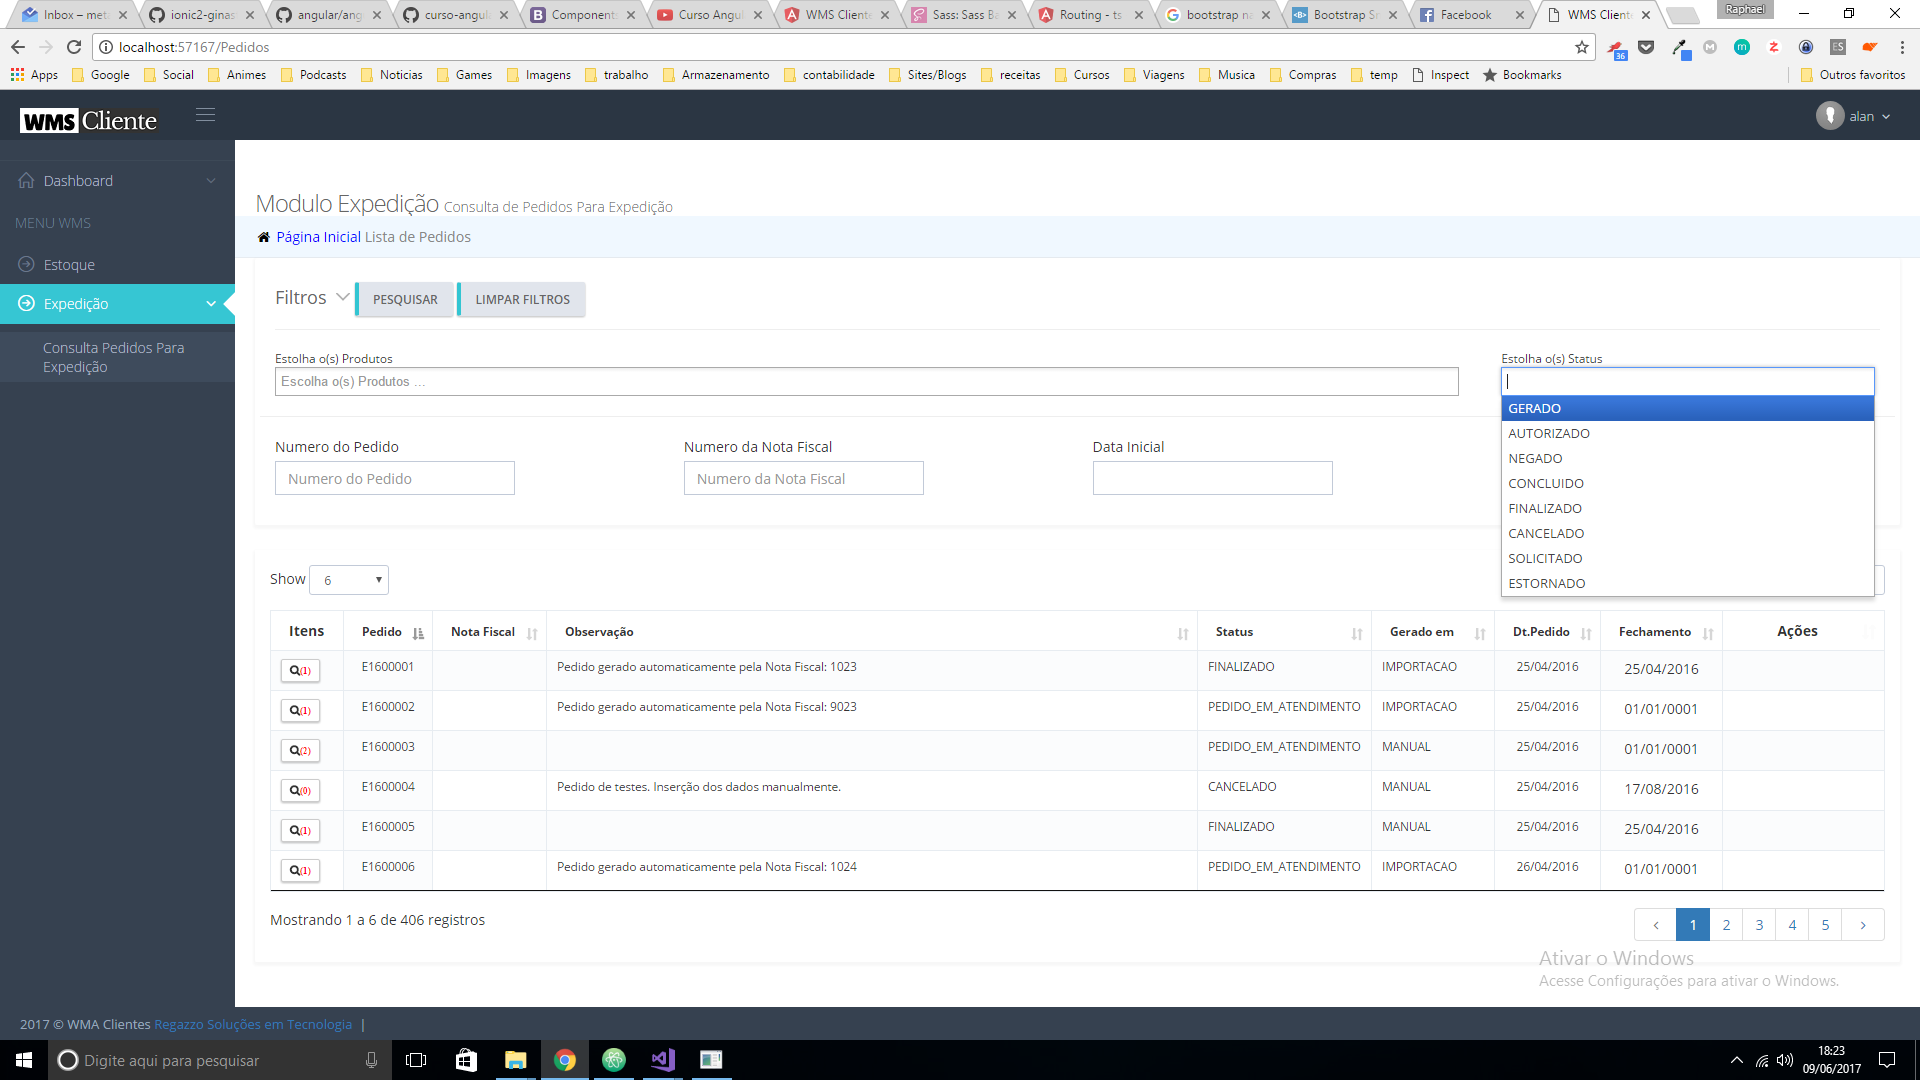 Inbox – met
ionic2-ginas
angular/ang
curso-angul
Component
Curso Angul
WMS Cliente
Sass: Sass Ba
Routing - ts
bootstrap na
Bootstrap Sn
Facebook
WMS Cliente
Raphael
localhost:57167/Pedidos
36
ES
Apps
Google
Social
Animes
Podcasts
Noticias
Games
Imagens
trabalho
Armazenamento
contabilidade
Sites/Blogs
receitas
Cursos
Viagens
Musica
Compras
temp
Inspect
Bookmarks
Outros favoritos
WMS Cliente
alan
Dashboard
MENU WMS
Estoque
Expedição
Consulta Pedidos Para
Expedição
Modulo Expedição Consulta de Pedidos Para Expedição
Página Inicial Lista de Pedidos
Filtros PESQUISAR LIMPAR FILTROS
Estolha o(s) Produtos
Escolha o(s) Produtos ...
Estolha o(s) Status
GERADO
AUTORIZADO
NEGADO
CONCLUIDO
FINALIZADO
CANCELADO
SOLICITADO
ESTORNADO
Numero do Pedido
Numero do Pedido
Numero da Nota Fiscal
Numero da Nota Fiscal
Data Inicial
Show 6
Itens Pedido Nota Fiscal Observação Status Gerado em Dt.Pedido Fechamento Ações
(1) E1600001 Pedido gerado automaticamente pela Nota Fiscal: 1023 FINALIZADO IMPORTACAO 25/04/2016 25/04/2016
(1) E1600002 Pedido gerado automaticamente pela Nota Fiscal: 9023 PEDIDO_EM_ATENDIMENTO IMPORTACAO 25/04/2016 01/01/0001
(2) E1600003 PEDIDO_EM_ATENDIMENTO MANUAL 25/04/2016 01/01/0001
(0) E1600004 Pedido de testes. Inserção dos dados manualmente. CANCELADO MANUAL 25/04/2016 17/08/2016
(1) E1600005 FINALIZADO MANUAL 25/04/2016 25/04/2016
(1) E1600006 Pedido gerado automaticamente pela Nota Fiscal: 1024 PEDIDO_EM_ATENDIMENTO IMPORTACAO 26/04/2016 01/01/0001
Mostrando 1 a 6 de 406 registros
‹ 1 2 3 4 5 ›
Ativar o Windows
Acesse Configurações para ativar o Windows.
2017 © WMA Clientes Regazzo Soluções em Tecnologia |
Digite aqui para pesquisar
18:23
09/06/2017